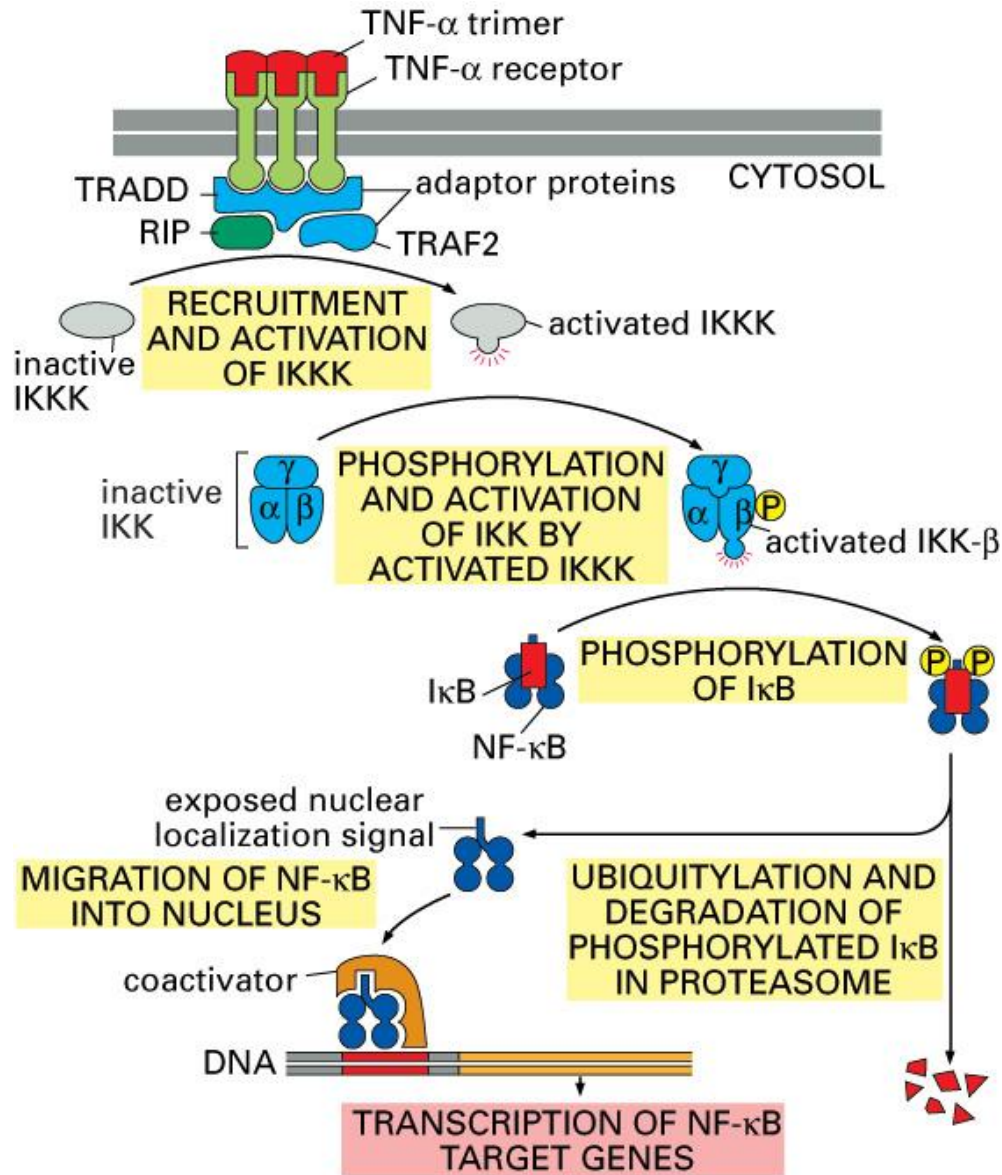 TNF-α trimer
TNF-α receptor
CYTOSOL
TRADD
adaptor proteins
RIP
TRAF2
RECRUITMENT
AND ACTIVATION
OF IKKK
inactive
IKKK
activated IKKK
inactive
IKK
γ
α β
PHOSPHORYLATION
AND ACTIVATION
OF IKK BY
ACTIVATED IKKK
γ
α β P
activated IKK-β
IκB
NF-κB
PHOSPHORYLATION
OF IκB
P P
exposed nuclear
localization signal
MIGRATION OF NF-κB
INTO NUCLEUS
UBIQUITYLATION AND
DEGRADATION OF
PHOSPHORYLATED IκB
IN PROTEASOME
coactivator
DNA
TRANSCRIPTION OF NF-κB
TARGET GENES